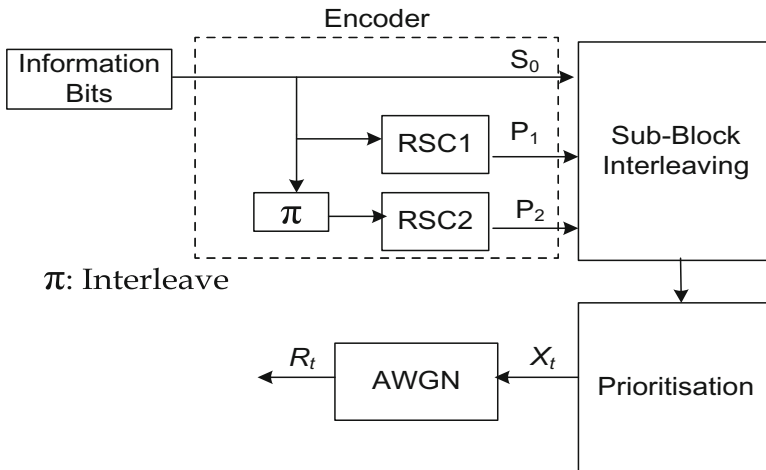 Encoder
Information
Bits
S₀
RSC1
P₁
Sub-Block
Interleaving
π
RSC2
P₂
π: Interleave
Rₜ
AWGN
Xₜ
Prioritisation